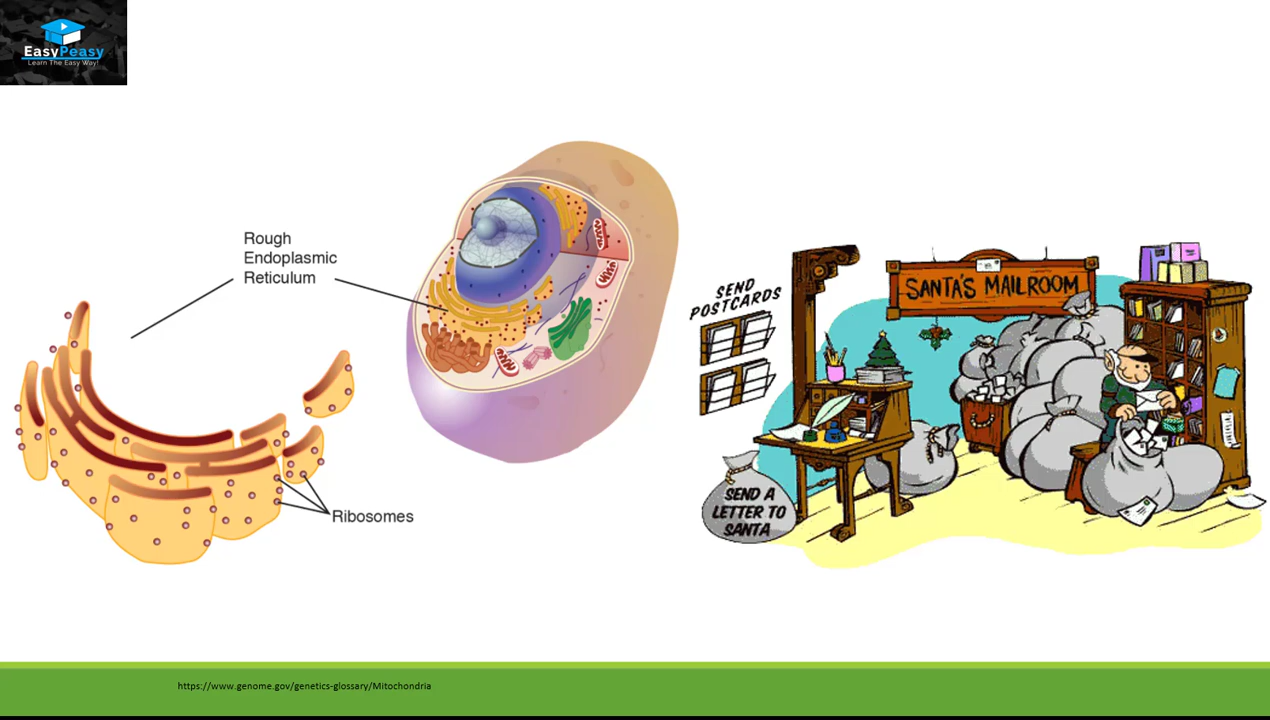 EasyPeasy
Learn The Easy Way!
Rough
Endoplasmic
Reticulum
Ribosomes
SEND
POSTCARDS
SANTA'S MAILROOM
SEND A
LETTER TO
SANTA
https://www.genome.gov/genetics-glossary/Mitochondria